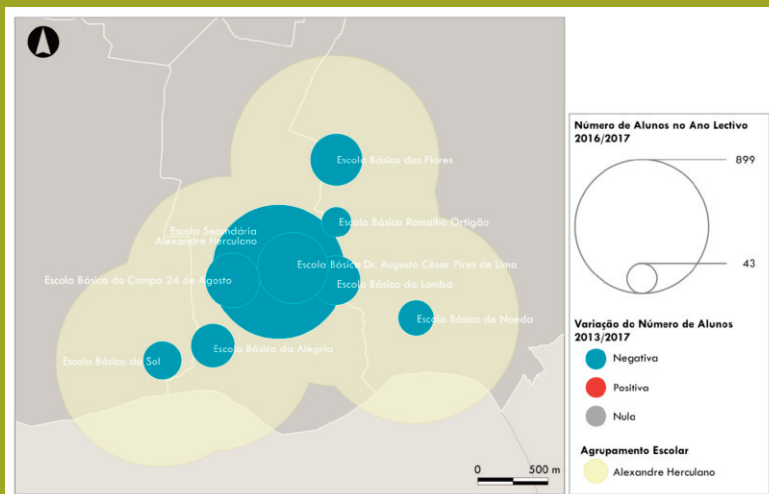 Escola Básica das Flores
Escola Básica Ramalho Ortigão
Escola Secundária
Alexandre Herculano
Escola Básica Dr. Augusto César Pires de Lima
Escola Básica do Campo 24 de Agosto
Escola Básica da Lomba
Escola Básica de Noeda
Escola Básica da Alegria
Escola Básica do Sol
0 500 m
Número de Alunos no Ano Lectivo
2016/2017
899
43
Variação do Número de Alunos
2013/2017
Negativa
Positiva
Nula
Agrupamento Escolar
Alexandre Herculano